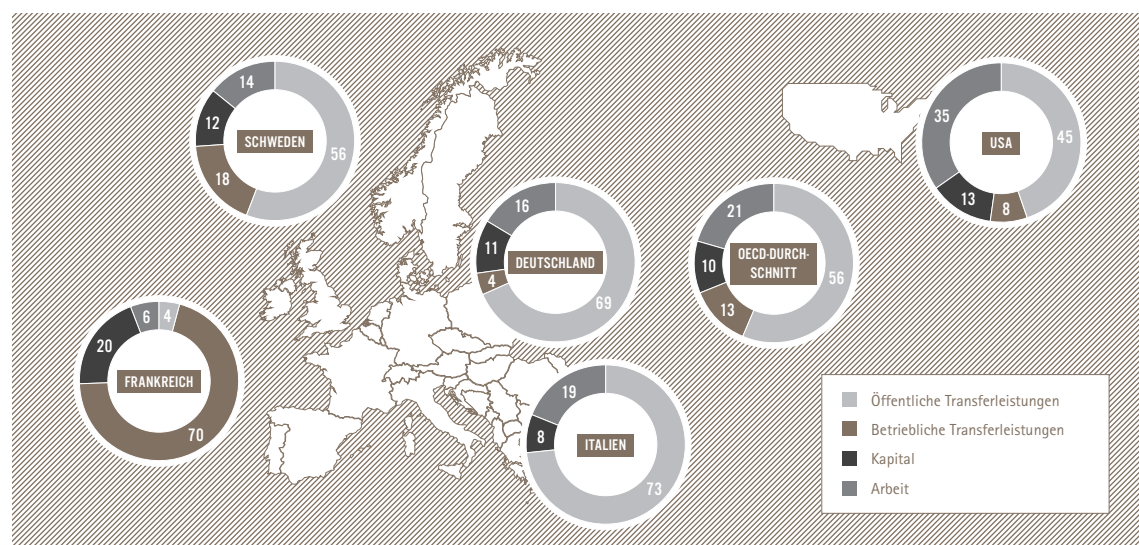 14
12
18
56
SCHWEDEN
35
45
13
8
USA
16
11
4
69
DEUTSCHLAND
21
10
13
56
OECD-DURCH-
SCHNITT
6
4
20
70
FRANKREICH
19
8
73
ITALIEN
Öffentliche Transferleistungen
Betriebliche Transferleistungen
Kapital
Arbeit